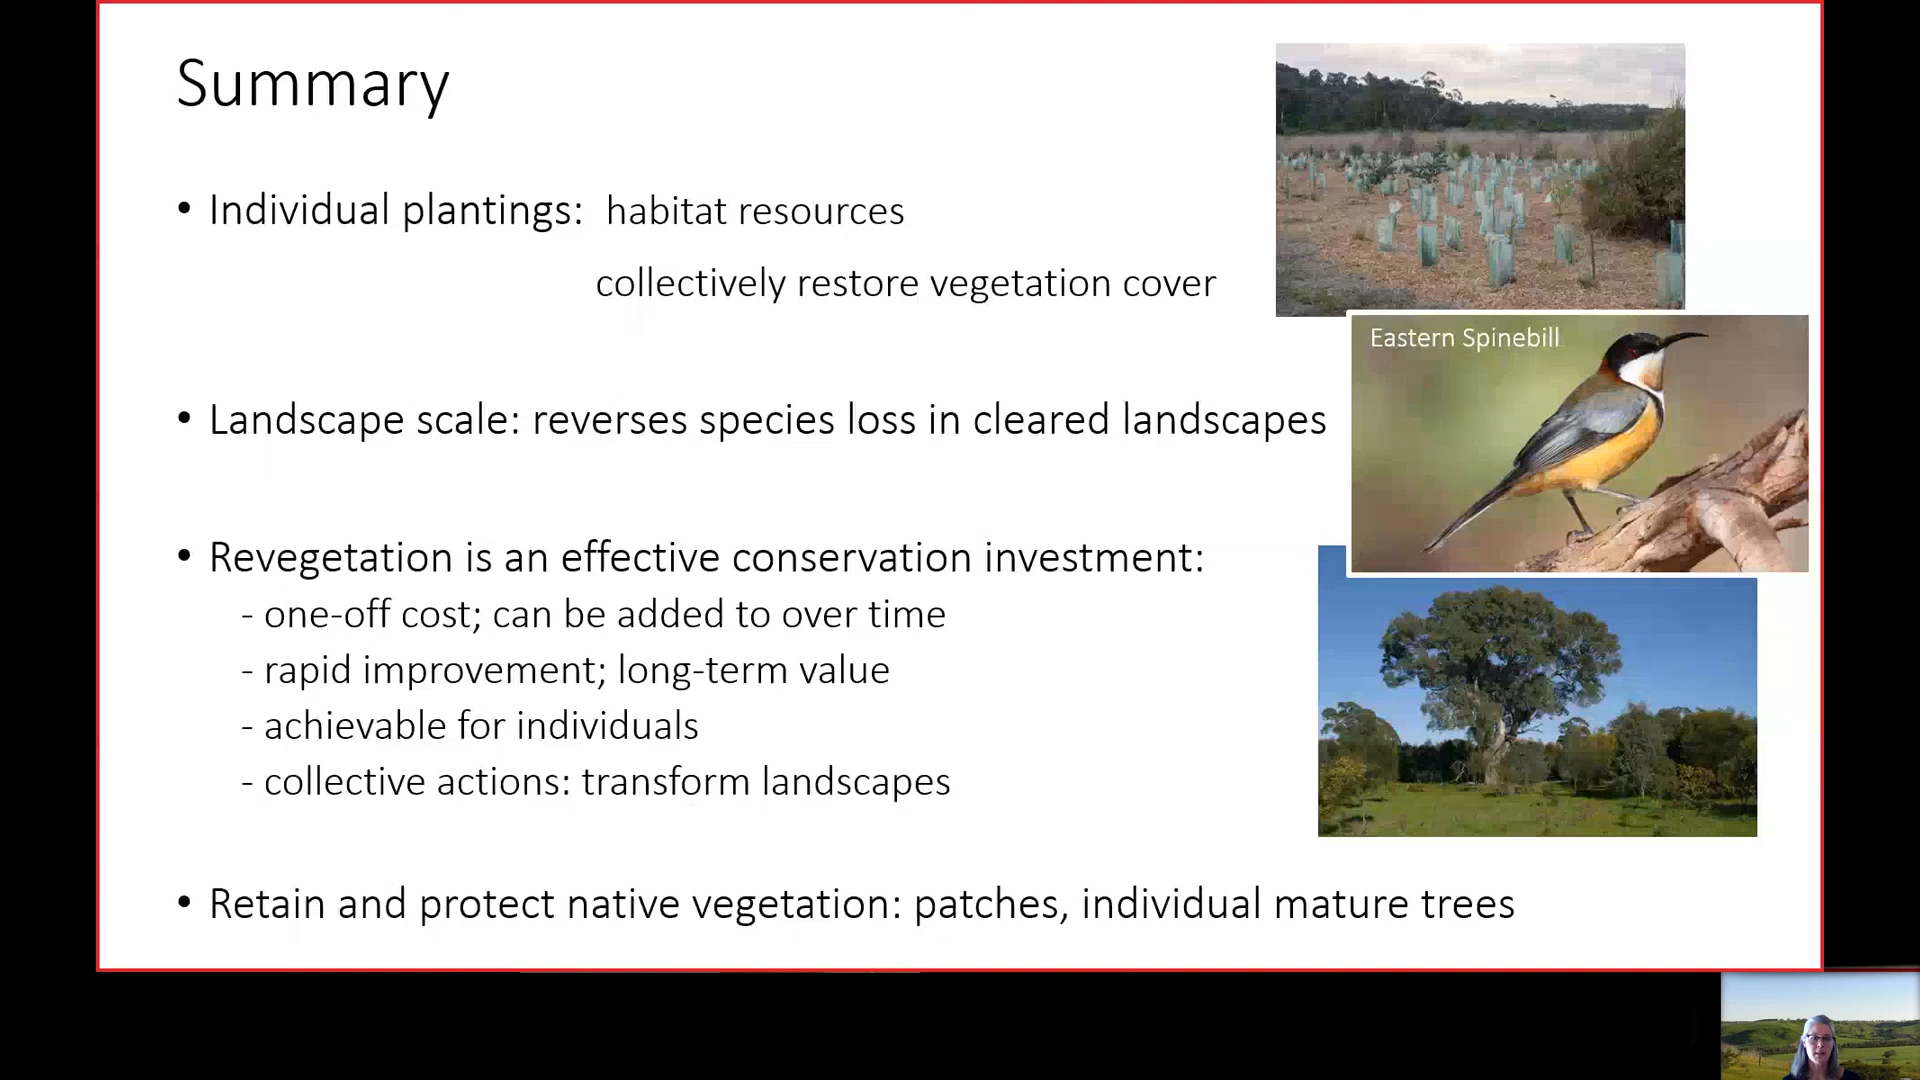 Summary
• Individual plantings: habitat resources
collectively restore vegetation cover
Eastern Spinebill
• Landscape scale: reverses species loss in cleared landscapes
• Revegetation is an effective conservation investment:
- one-off cost; can be added to over time
- rapid improvement; long-term value
- achievable for individuals
- collective actions: transform landscapes
• Retain and protect native vegetation: patches, individual mature trees